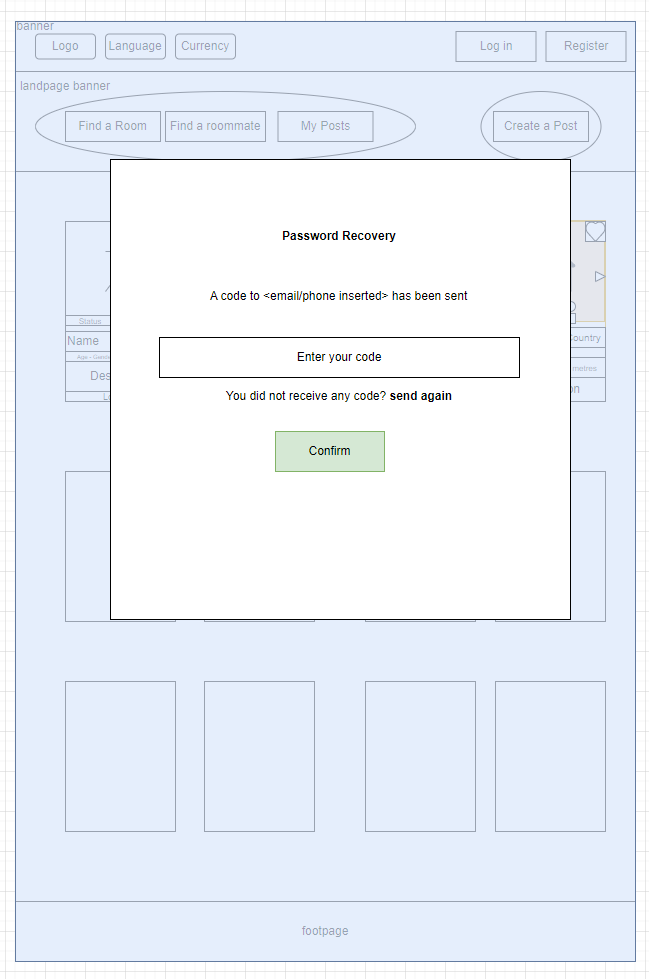 banner
Logo
Language
Currency
Log in
Register
landpage banner
Find a Room
Find a roommate
My Posts
Create a Post
Password Recovery
A code to <email/phone inserted> has been sent
Status
Name
Country
Enter your code
metres
Des
on
You did not receive any code? send again
Confirm
footpage